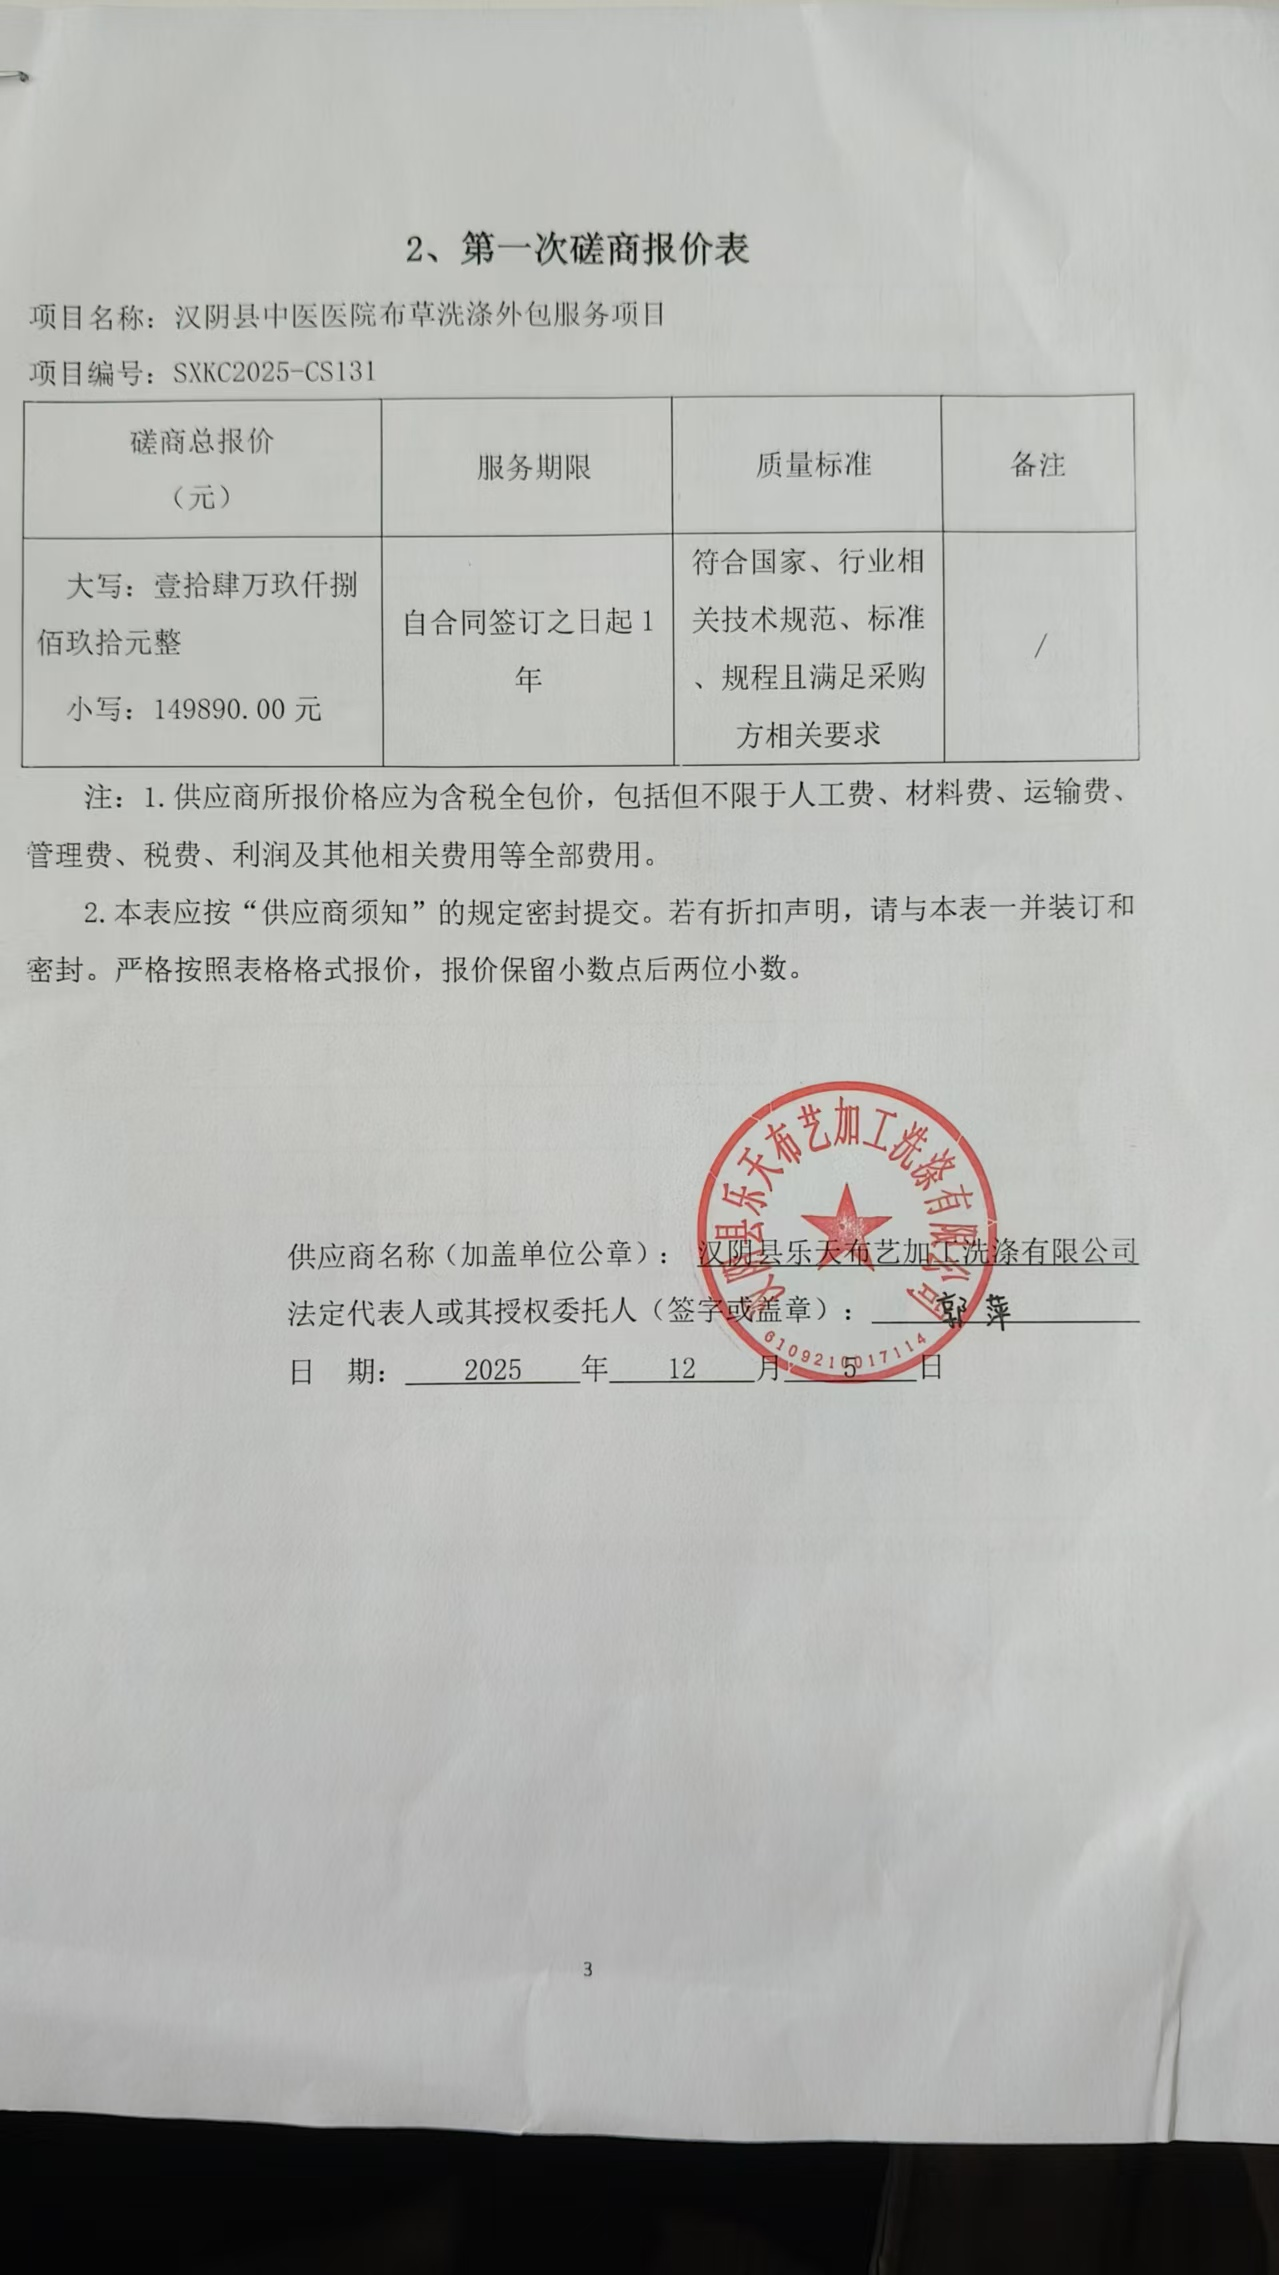 2、第一次磋商报价表
项目名称：汉阴县中医医院布草洗涤外包服务项目
项目编号：SXKC2025-CS131
磋商总报价
（元）
服务期限
质量标准
备注
大写：壹拾肆万玖仟捌
佰玖拾元整
小写：149890.00 元
自合同签订之日起 1
年
符合国家、行业相
关技术规范、标准
、规程且满足采购
方相关要求
/
注：1.供应商所报价格应为含税全包价，包括但不限于人工费、材料费、运输费、
管理费、税费、利润及其他相关费用等全部费用。
2.本表应按“供应商须知”的规定密封提交。若有折扣声明，请与本表一并装订和
密封。严格按照表格格式报价，报价保留小数点后两位小数。
汉阴县乐天布艺加工洗涤有限公司
供应商名称（加盖单位公章）：汉阴县乐天布艺加工洗涤有限公司
法定代表人或其授权委托人（签字或盖章）：郭萍
6109210017114
日 期：2025年12月5日
3